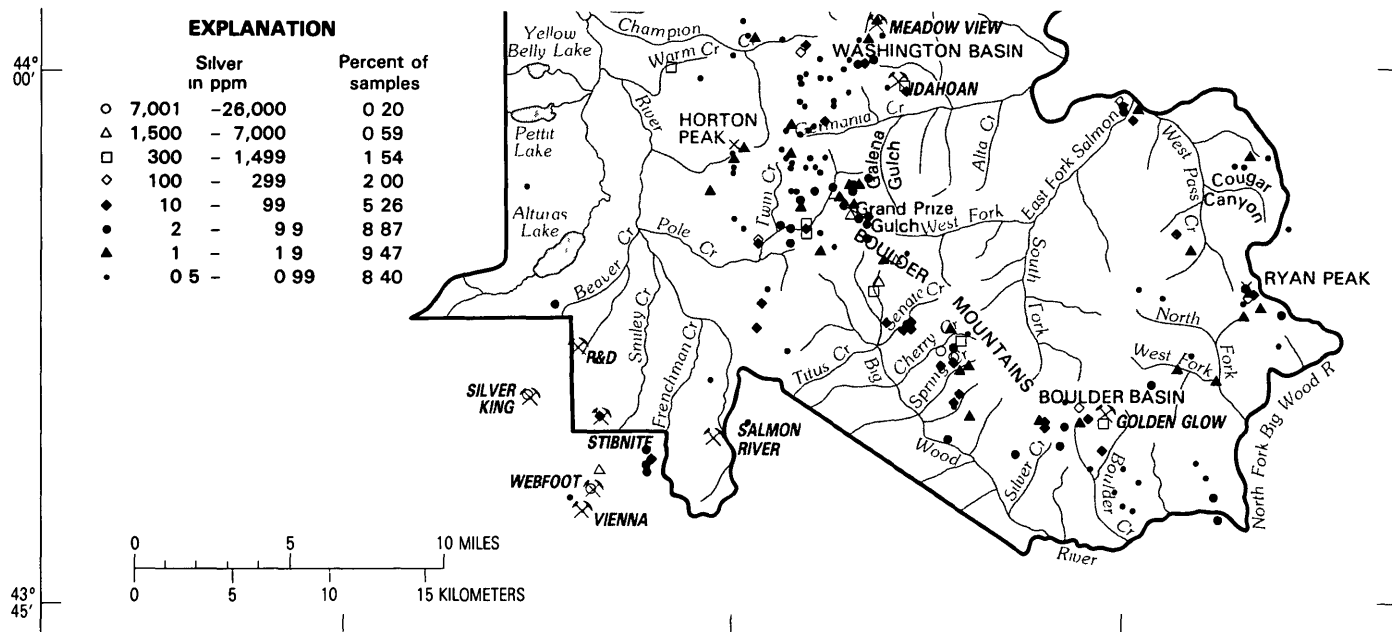 EXPLANATION
Silver in ppm
Percent of samples
7,001 -26,000 0 20
1,500 - 7,000 0 59
300 - 1,499 1 54
100 - 299 2 00
10 - 99 5 26
2 - 9 9 8 87
1 - 1 9 9 47
0 5 - 0 99 8 40
44° 00'
43° 45'
Yellow Belly Lake
Champion Cr
Warm Cr
MEADOW VIEW
WASHINGTON BASIN
IDAHOAN
River
HORTON PEAK
Germania Cr
Pettit Lake
Galena Gulch
Alta Cr
East Fork Salmon
West Pass Cr
Cougar Canyon
Twin Cr
Grand Prize Gulch
West Fork
Alturas Lake
Pole Cr
BOULDER MOUNTAINS
South Fork
RYAN PEAK
Beaver Cr
Smiley Cr
Frenchman Cr
Senate Cr
North Fork
R&D
Titus Cr
Cherry Cr
Big Wood River
Spring Cr
West Fork
SILVER KING
BOULDER BASIN
GOLDEN GLOW
STIBNITE
SALMON RIVER
Silver Cr
Boulder Cr
North Fork Big Wood R
WEBFOOT
VIENNA
0 5 10 MILES
0 5 10 15 KILOMETERS